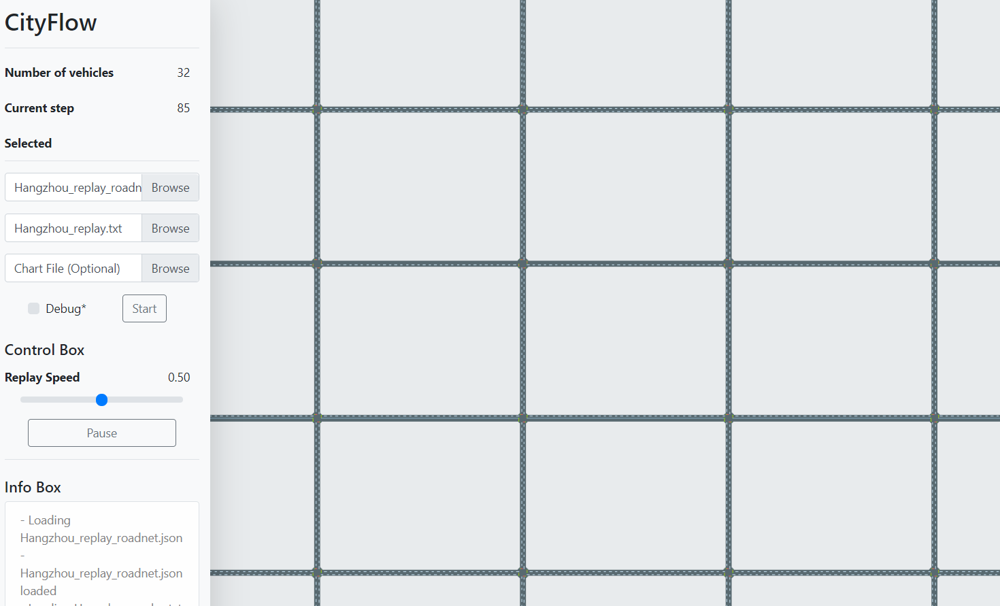 CityFlow
Number of vehicles 32
Current step 85
Selected
Hangzhou_replay_roadn Browse
Hangzhou_replay.txt Browse
Chart File (Optional) Browse
Debug* Start
Control Box
Replay Speed 0.50
Pause
Info Box
- Loading
Hangzhou_replay_roadnet.json
-
Hangzhou_replay_roadnet.json
loaded